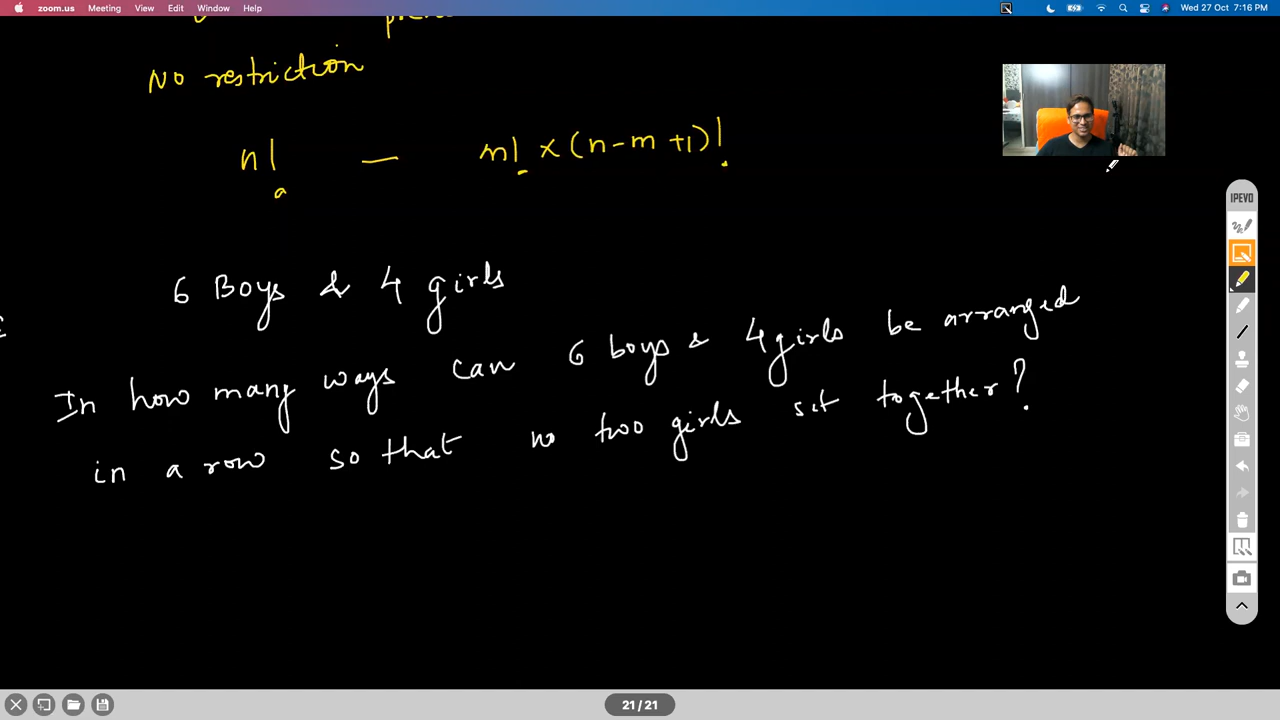 zoom.us Meeting View Edit Window Help Wed 27 Oct 7:16 PM
No restriction
n! — m! × (n-m+1)!
IPEVO
6 Boys & 4 girls
In how many ways can 6 boys & 4 girls be arranged
in a row so that no two girls sit together?
21 / 21